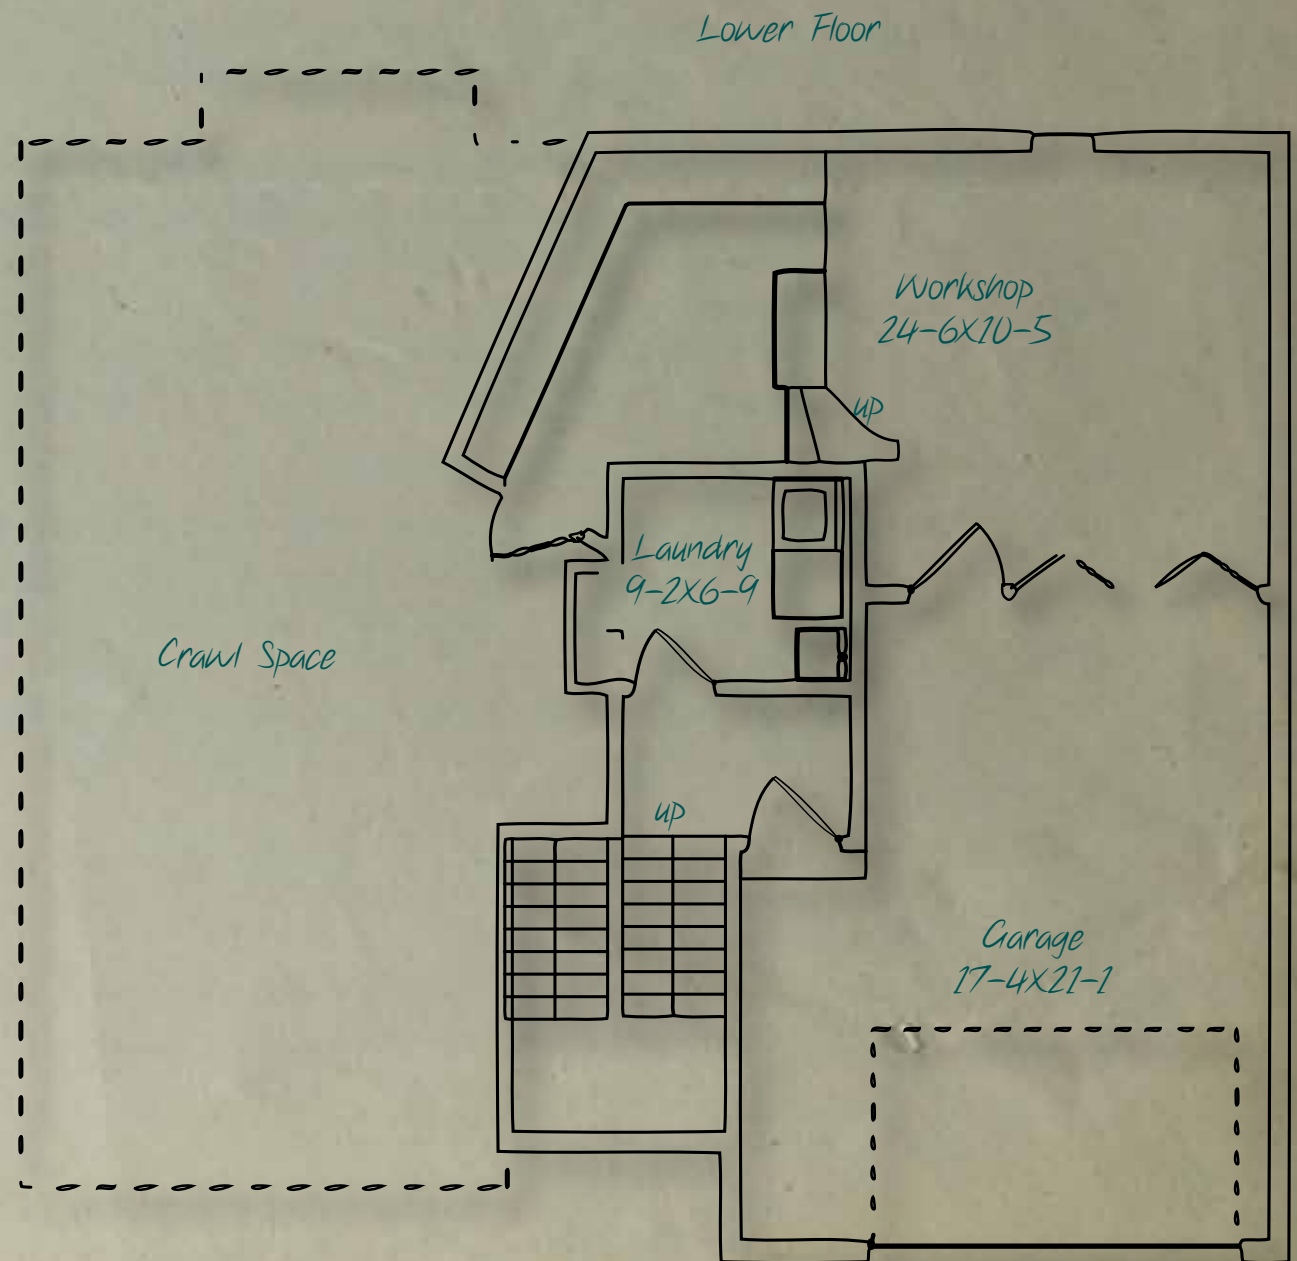 Lower Floor
Workshop
24-6X10-5
up
Laundry
9-2X6-9
Crawl Space
up
Garage
17-4X21-1